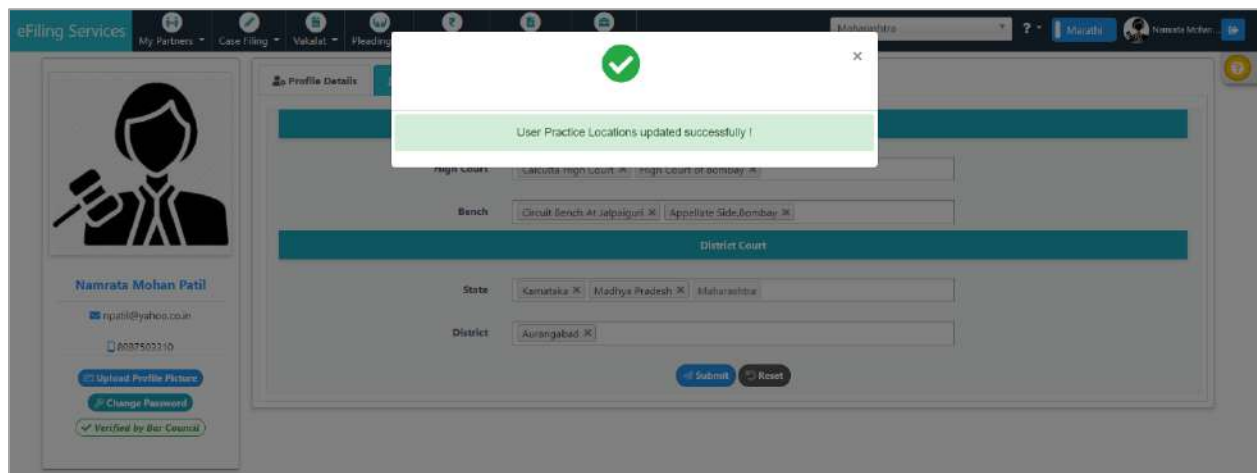 eFiling Services
My Partners
Case Filing
Vakalat
Pleading
Maharashtra
?
Marathi
Namrata Mohan ...
×
Profile Details
User Practice Locations updated successfully !
High Court
Calcutta High Court × High Court of Bombay ×
Bench
Circuit Bench At Jalpaiguri × Appellate Side,Bombay ×
District Court
Namrata Mohan Patil
State
Karnataka × Madhya Pradesh × Maharashtra
npatil@yahoo.co.in
District
Aurangabad ×
Submit
Reset
Upload Profile Picture
Change Password
Verified by Bar Council